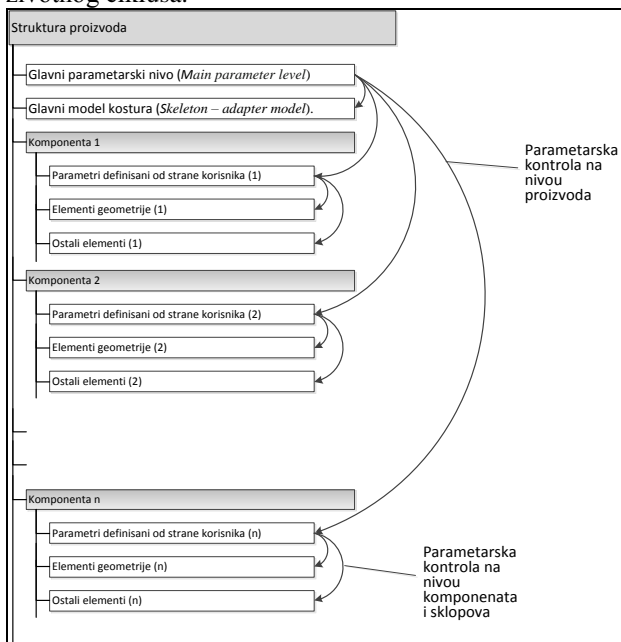 životnog ciklusa.
Struktura proizvoda
Glavni parametarski nivo (Main parameter level)
Glavni model kostura (Skeleton – adapter model).
Komponenta 1
Parametri definisani od strane korisnika (1)
Elementi geometrije (1)
Ostali elementi (1)
Komponenta 2
Parametri definisani od strane korisnika (2)
Elementi geometrije (2)
Ostali elementi (2)
Komponenta n
Parametri definisani od strane korisnika (n)
Elementi geometrije (n)
Ostali elementi (n)
Parametarska
kontrola na
nivou
proizvoda
Parametarska
kontrola na
nivou
komponenata
i sklopova